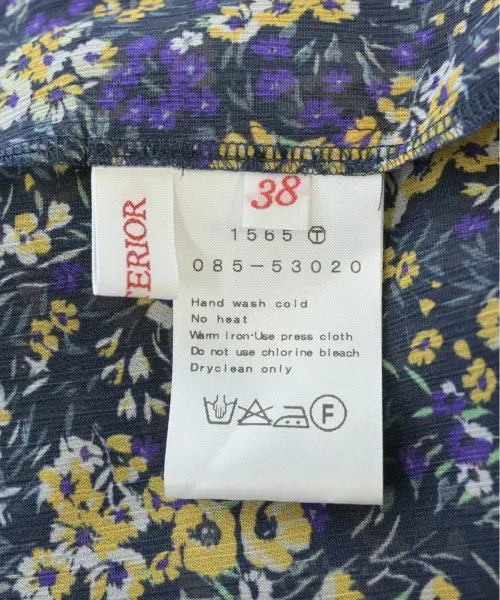 TERIOR
38
1565 Ⓣ
085-53020
Hand wash cold
No heat
Warm iron·Use press cloth
Do not use chlorine bleach
Dryclean only
F